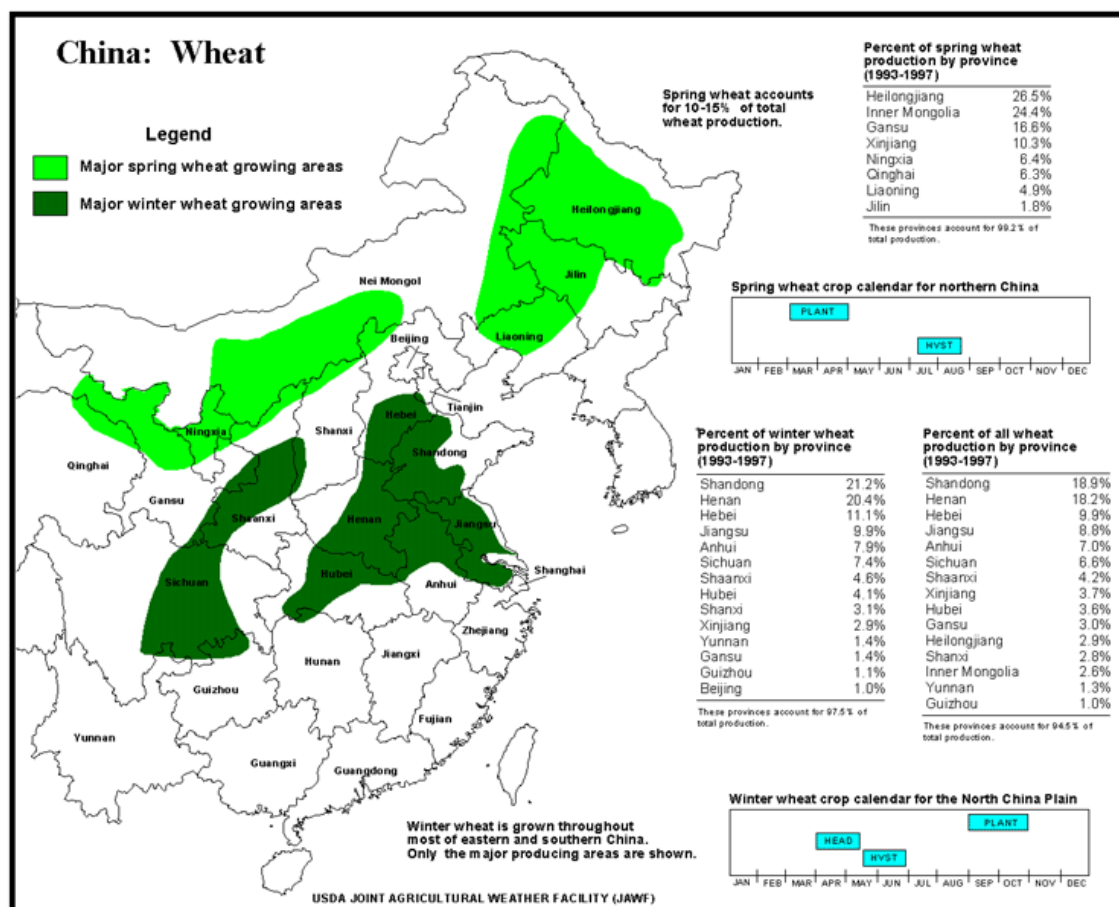 China: Wheat
Legend
Major spring wheat growing areas
Major winter wheat growing areas
Spring wheat accounts
for 10-15% of total
wheat production.
Percent of spring wheat
production by province
(1993-1997)
Heilongjiang 26.5%
Inner Mongolia 24.4%
Gansu 16.6%
Xinjiang 10.3%
Ningxia 6.4%
Qinghai 6.3%
Liaoning 4.9%
Jilin 1.8%
These provinces account for 99.2% of
total production.
Heilongjiang
Jilin
Nei Mongol
Liaoning
Beijing
Tianjin
Hebei
Ningxia
Shanxi
Shandong
Qinghai
Gansu
Shaanxi
Henan
Jiangsu
Sichuan
Hubei
Anhui
Shanghai
Zhejiang
Hunan
Jiangxi
Guizhou
Fujian
Yunnan
Guangxi
Guangdong
Spring wheat crop calendar for northern China
PLANT
HVST
JAN FEB MAR APR MAY JUN JUL AUG SEP OCT NOV DEC
Percent of winter wheat
production by province
(1993-1997)
Shandong 21.2%
Henan 20.4%
Hebei 11.1%
Jiangsu 9.9%
Anhui 7.9%
Sichuan 7.4%
Shaanxi 4.6%
Hubei 4.1%
Shanxi 3.1%
Xinjiang 2.9%
Yunnan 1.4%
Gansu 1.4%
Guizhou 1.1%
Beijing 1.0%
These provinces account for 97.5% of
total production.
Percent of all wheat
production by province
(1993-1997)
Shandong 18.9%
Henan 18.2%
Hebei 9.9%
Jiangsu 8.8%
Anhui 7.0%
Sichuan 6.6%
Shaanxi 4.2%
Xinjiang 3.7%
Hubei 3.6%
Gansu 3.0%
Heilongjiang 2.9%
Shanxi 2.8%
Inner Mongolia 2.6%
Yunnan 1.3%
Guizhou 1.0%
These provinces account for 94.5% of
total production.
Winter wheat crop calendar for the North China Plain
PLANT
HEAD
HVST
JAN FEB MAR APR MAY JUN JUL AUG SEP OCT NOV DEC
Winter wheat is grown throughout
most of eastern and southern China.
Only the major producing areas are shown.
USDA JOINT AGRICULTURAL WEATHER FACILITY (JAWF)